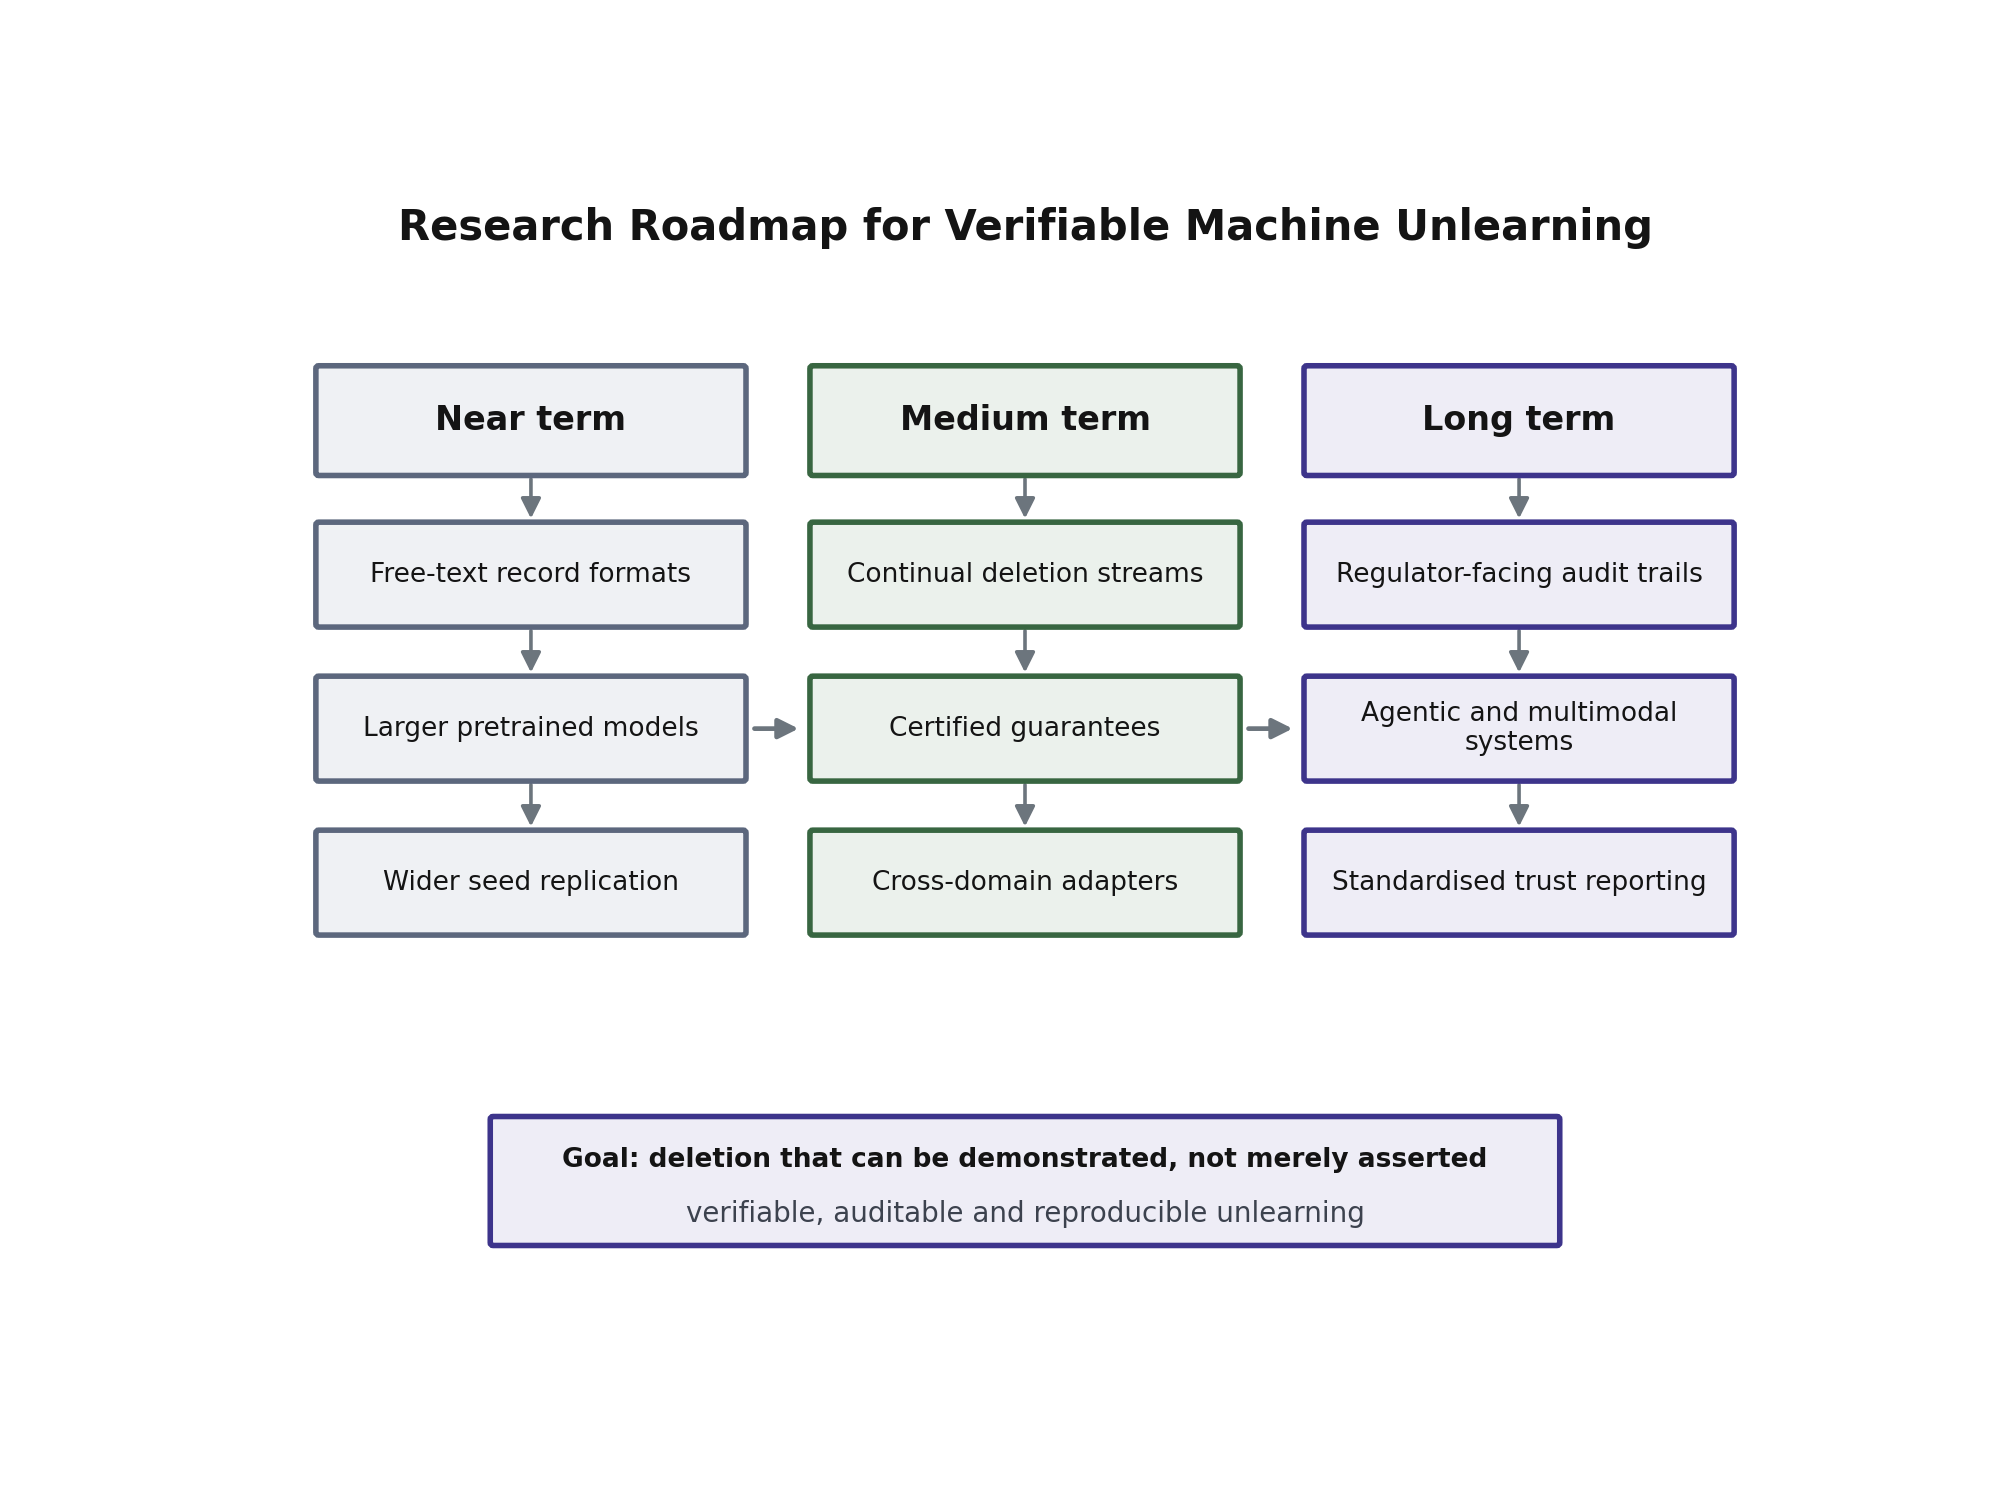 Research Roadmap for Verifiable Machine Unlearning
Near term
Free-text record formats
Larger pretrained models
Wider seed replication
Medium term
Continual deletion streams
Certified guarantees
Cross-domain adapters
Long term
Regulator-facing audit trails
Agentic and multimodal
systems
Standardised trust reporting
Goal: deletion that can be demonstrated, not merely asserted
verifiable, auditable and reproducible unlearning